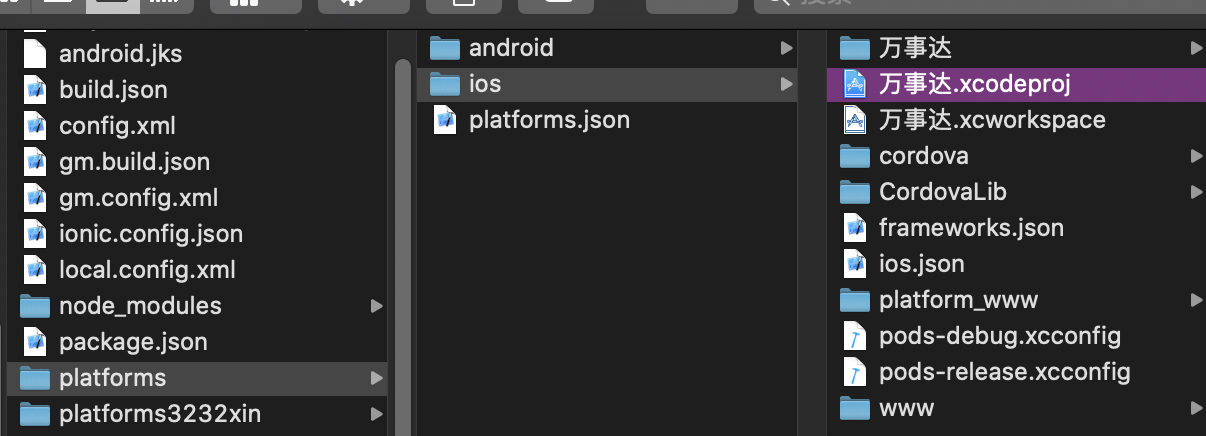 搜索
android.jks
build.json
config.xml
gm.build.json
gm.config.xml
ionic.config.json
local.config.xml
node_modules
package.json
platforms
platforms3232xin
android
ios
platforms.json
万事达
万事达.xcodeproj
万事达.xcworkspace
cordova
CordovaLib
frameworks.json
ios.json
platform_www
pods-debug.xcconfig
pods-release.xcconfig
www